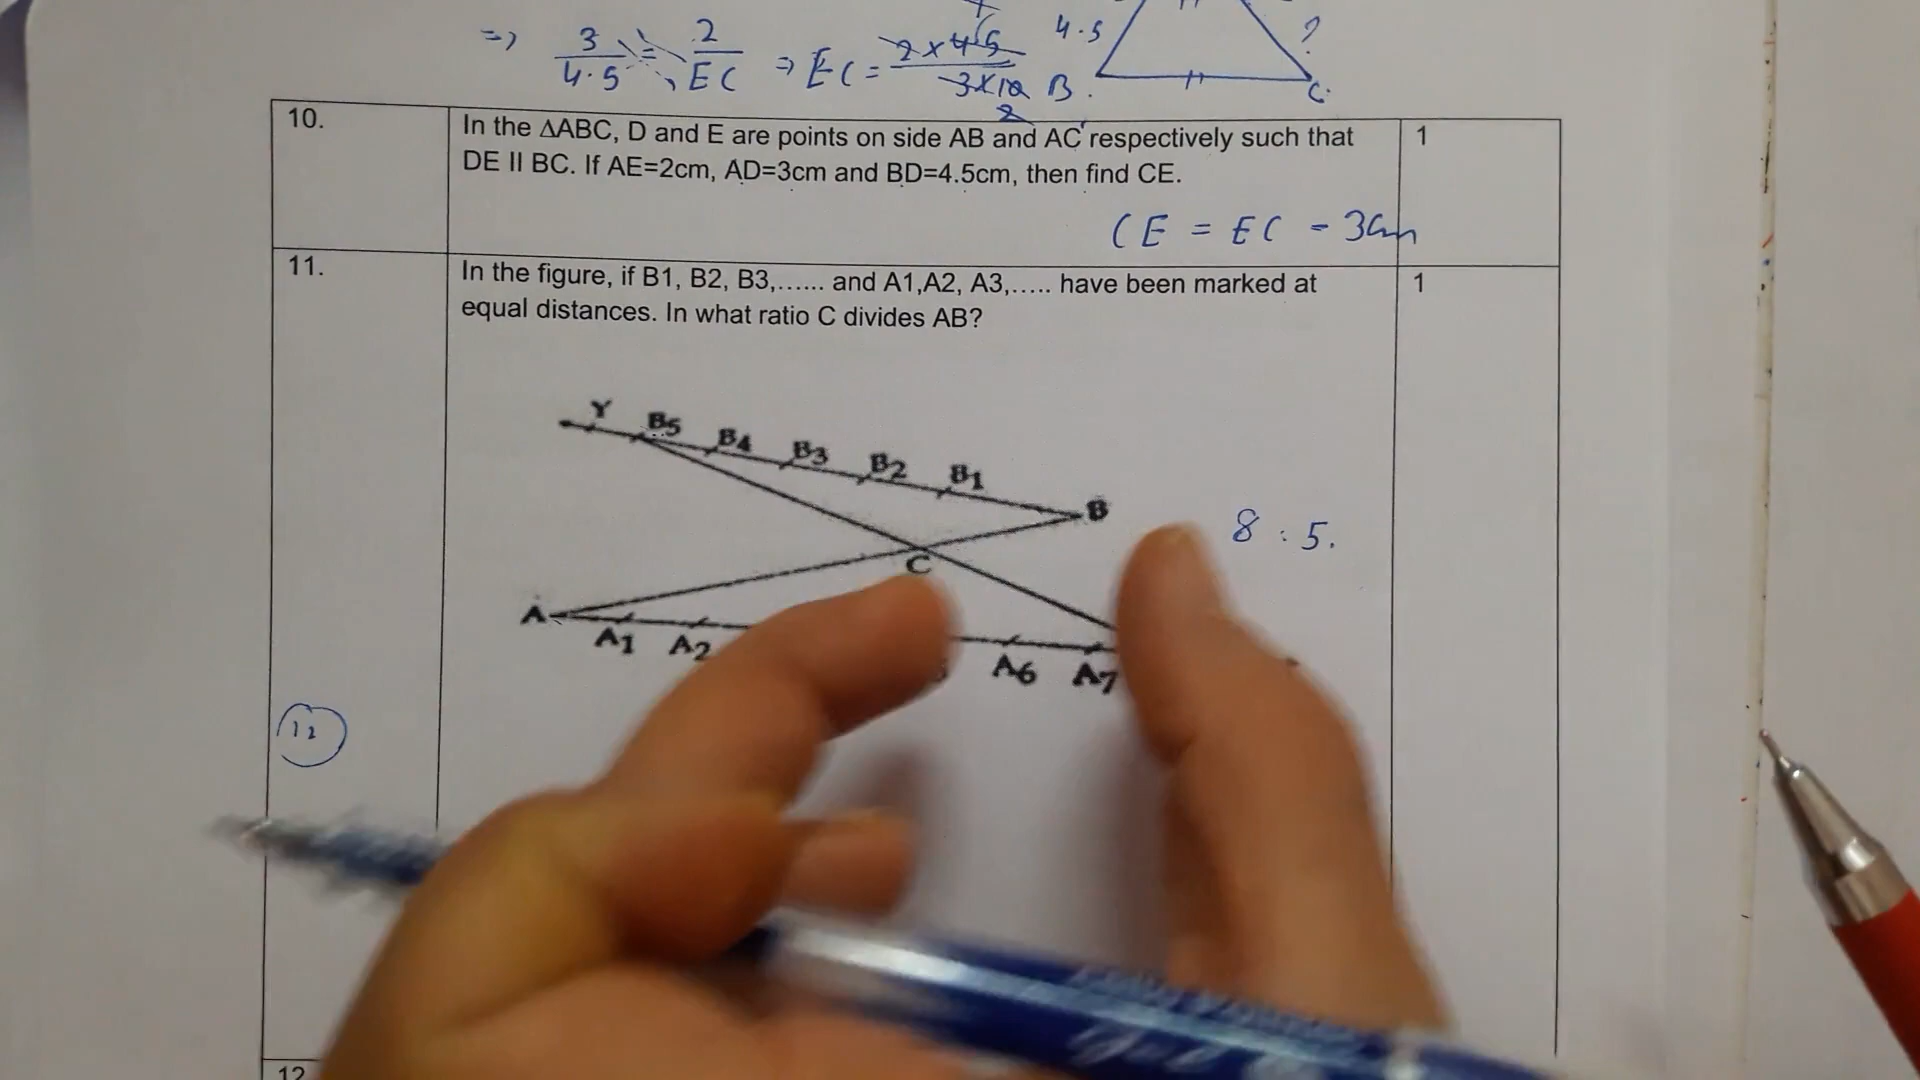 => 3/4.5 = 2/EC => EC = 2 x 45/3 x 10
4.5
?
B
C
10.
In the ΔABC, D and E are points on side AB and AC respectively such that
DE II BC. If AE=2cm, AD=3cm and BD=4.5cm, then find CE.
1
CE = EC = 3cm
11.
In the figure, if B1, B2, B3,...... and A1,A2, A3,..... have been marked at
equal distances. In what ratio C divides AB?
1
Y B5 B4 B3 B2 B1 B
8 : 5.
C
A A1 A2 A6 A7
12
12